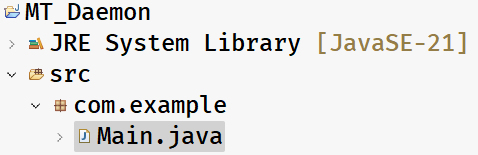 MT_Daemon
JRE System Library [JavaSE-21]
src
com.example
Main.java